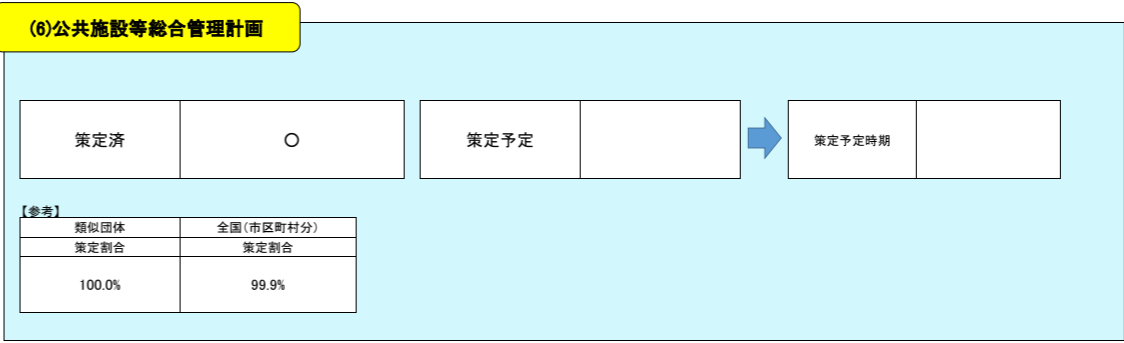 (6)公共施設等総合管理計画
策定済 〇 策定予定 策定予定時期
【参考】
類似団体 全国(市区町村分)
策定割合 策定割合
100.0% 99.9%